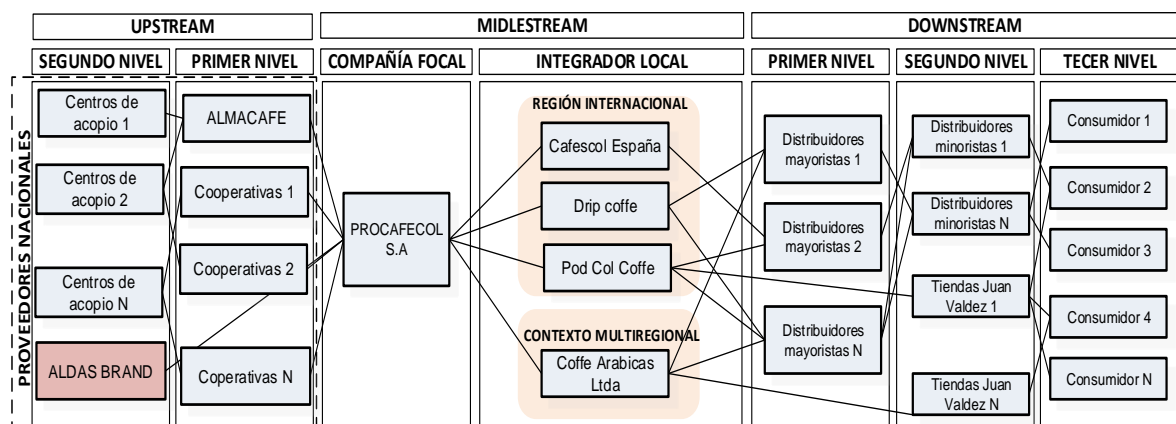 UPSTREAM
MIDLESTREAM
DOWNSTREAM
SEGUNDO NIVEL
PRIMER NIVEL
COMPAÑÍA FOCAL
INTEGRADOR LOCAL
PRIMER NIVEL
SEGUNDO NIVEL
TECER NIVEL
PROVEEDORES NACIONALES
Centros de
acopio 1
Centros de
acopio 2
Centros de
acopio N
ALDAS BRAND
ALMACAFE
Cooperativas 1
Cooperativas 2
Coperativas N
PROCAFECOL
S.A
REGIÓN INTERNACIONAL
Cafescol España
Drip coffe
Pod Col Coffe
CONTEXTO MULTIREGIONAL
Coffe Arabicas
Ltda
Distribuidores
mayoristas 1
Distribuidores
mayoristas 2
Distribuidores
mayoristas N
Distribuidores
minoristas 1
Distribuidores
minoristas N
Tiendas Juan
Valdez 1
Tiendas Juan
Valdez N
Consumidor 1
Consumidor 2
Consumidor 3
Consumidor 4
Consumidor N